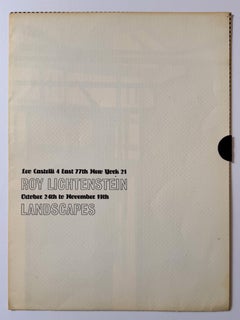 Leo Castelli 4 East 77th New York 21
ROY LICHTENSTEIN
October 24th to November 19th
LANDSCAPES